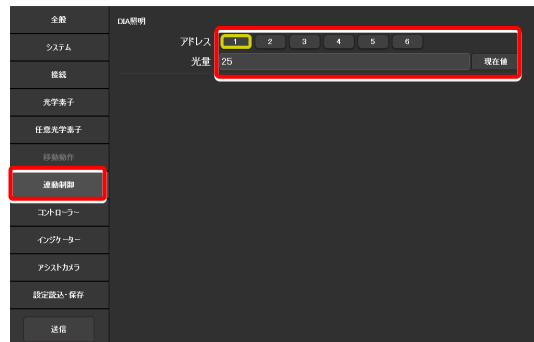 全般
システム
接続
光学素子
任意光学素子
移動動作
連動制御
コントローラー
インジケーター
アシストカメラ
設定読込・保存
送信
DIA照明
アドレス 1 2 3 4 5 6
光量 25 現在値